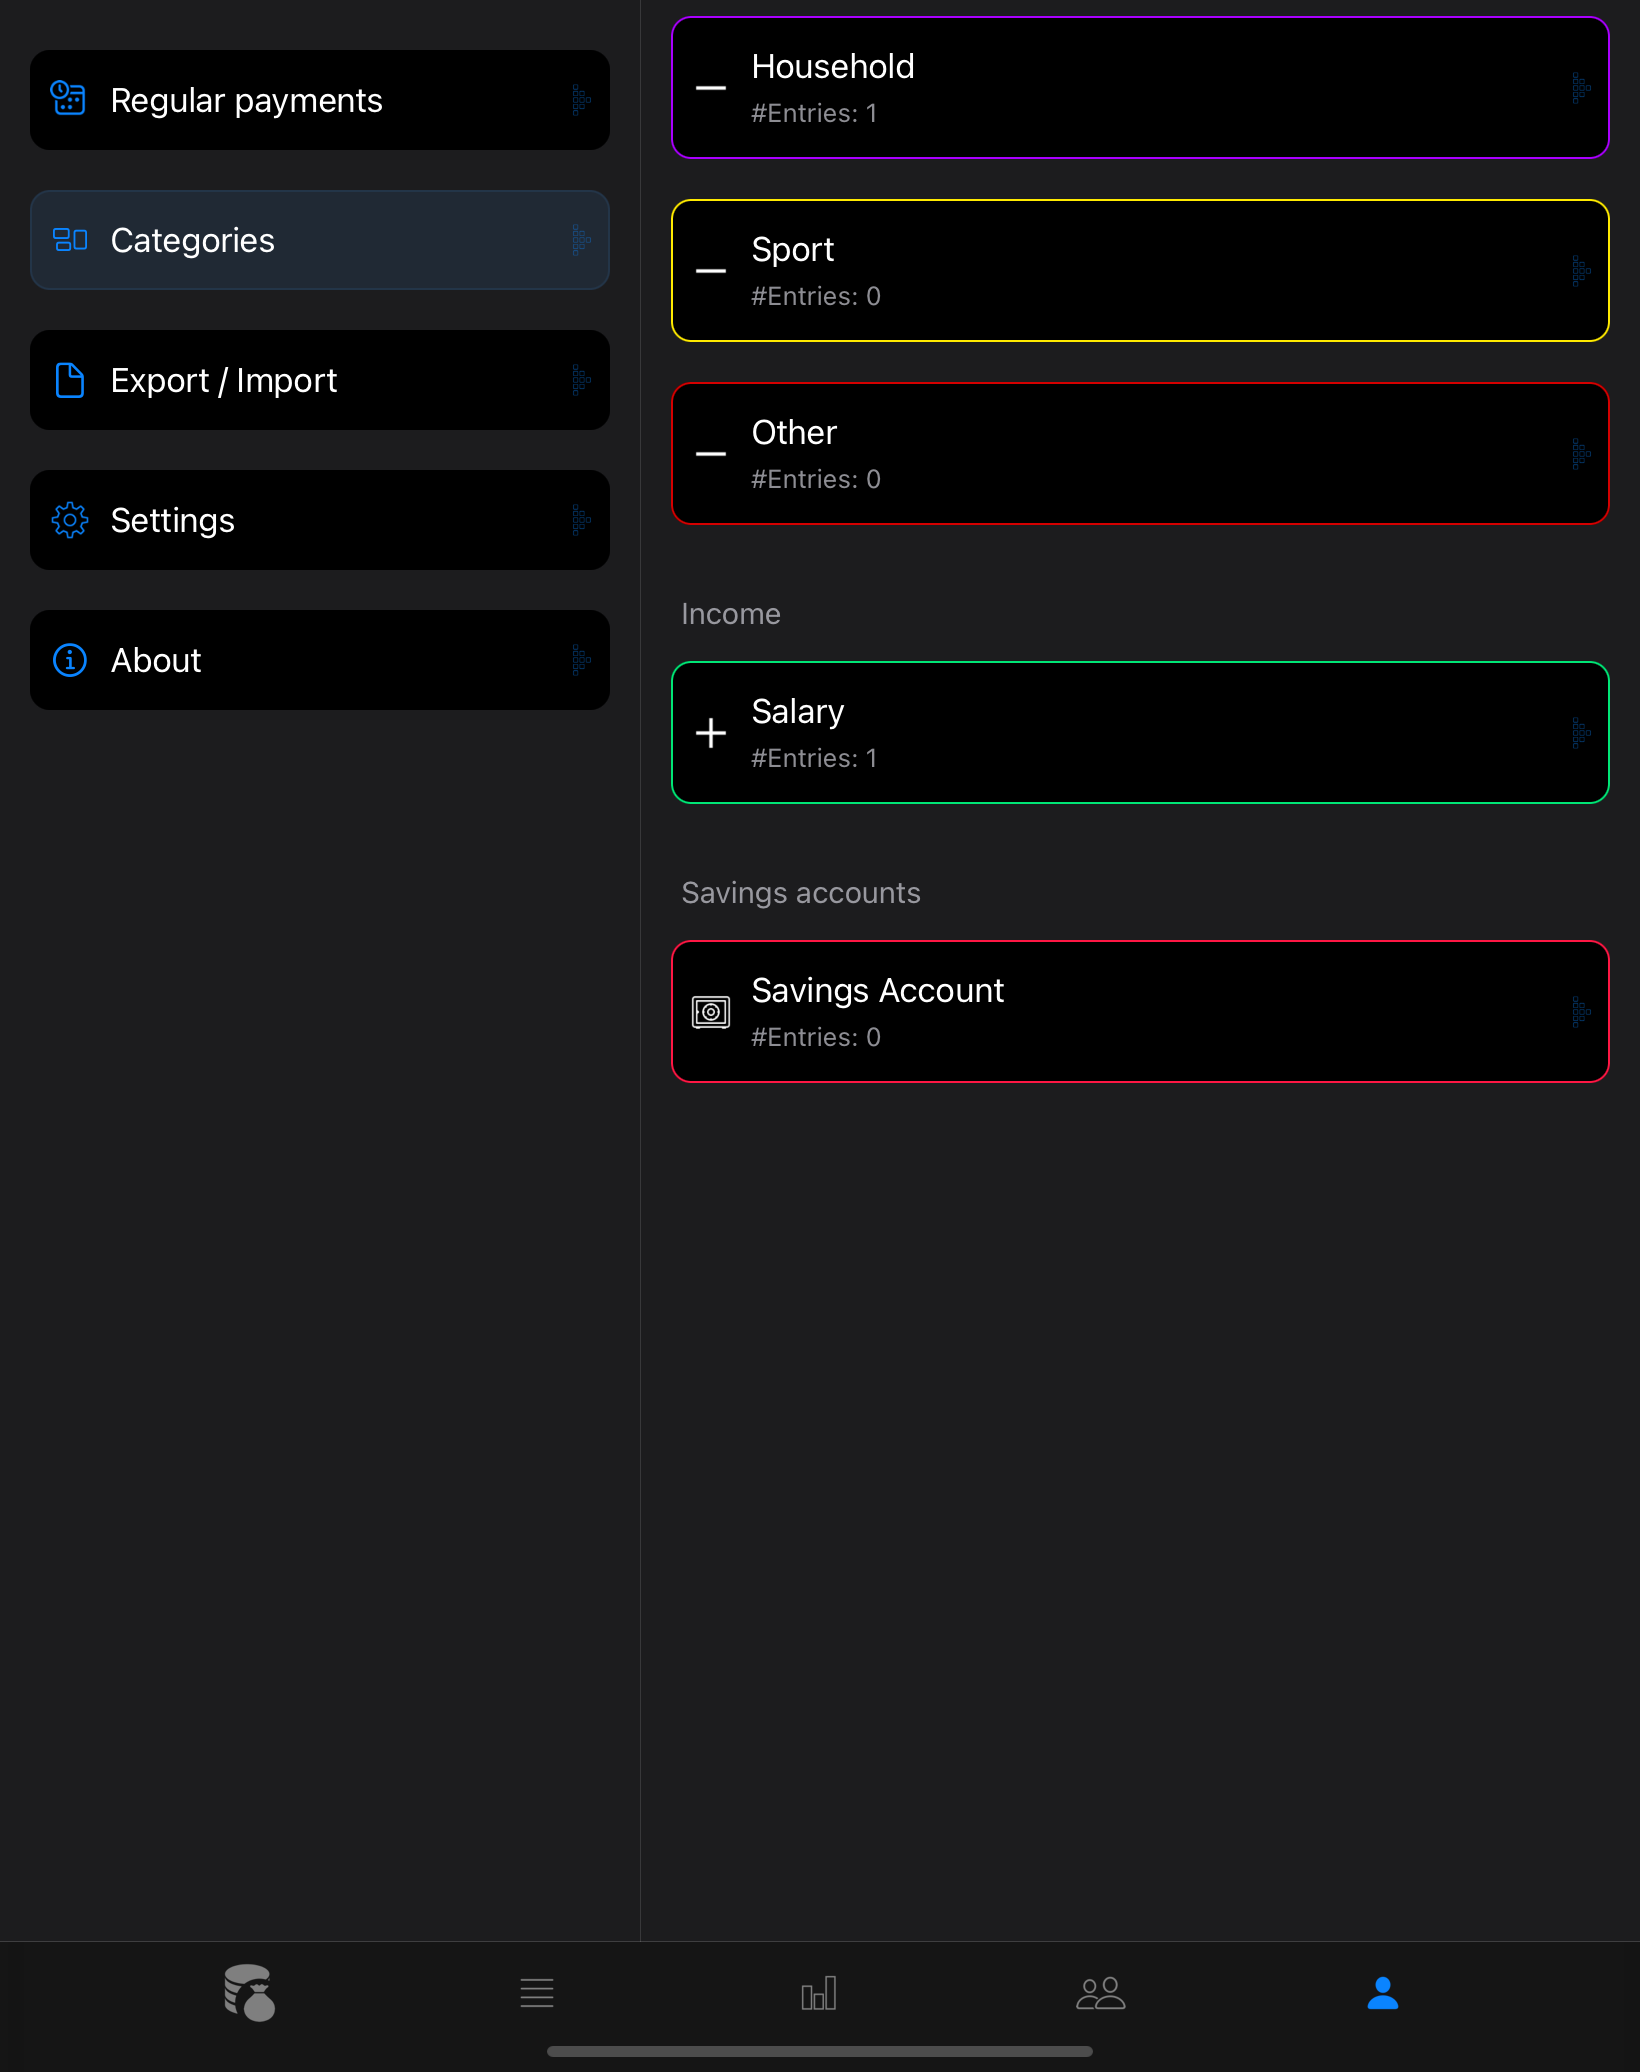 Regular payments
Categories
Export / Import
Settings
About
Household
#Entries: 1
Sport
#Entries: 0
Other
#Entries: 0
Income
Salary
#Entries: 1
Savings accounts
Savings Account
#Entries: 0